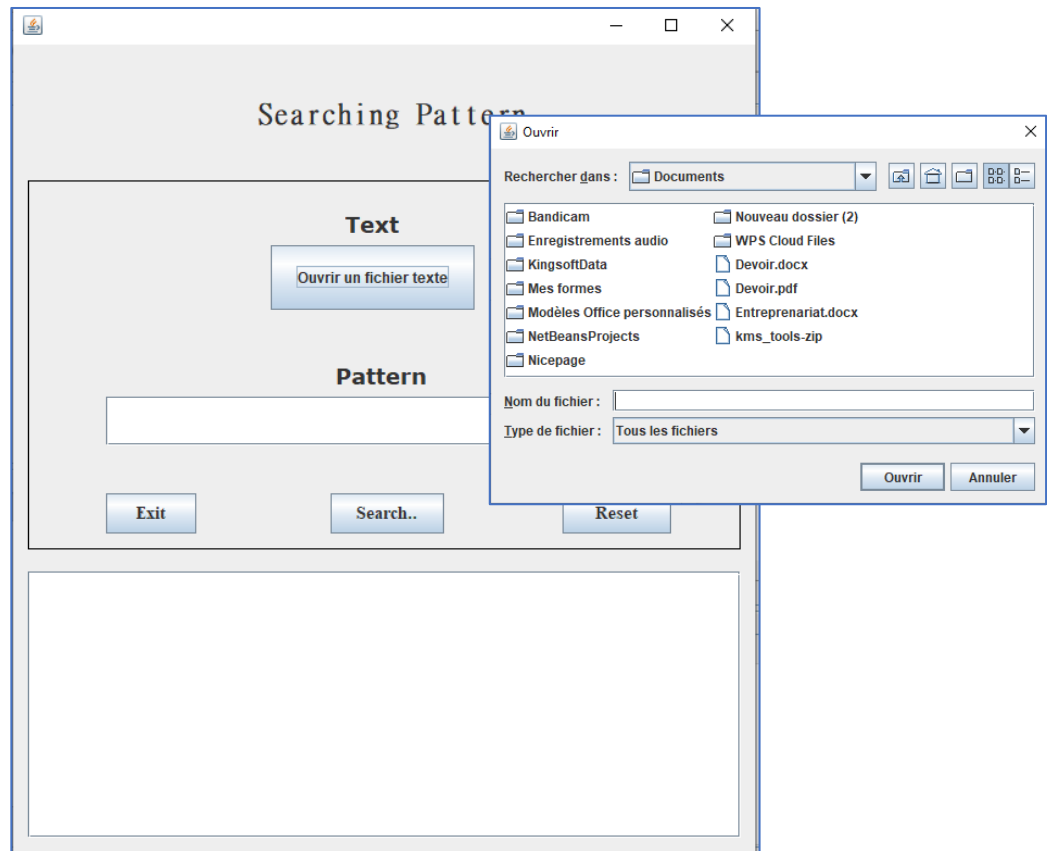 Searching Pattern
Text
Ouvrir un fichier texte
Pattern
Exit
Search..
Reset
Ouvrir
Rechercher dans :
Documents
Bandicam
Enregistrements audio
KingsoftData
Mes formes
Modèles Office personnalisés
NetBeansProjects
Nicepage
Nouveau dossier (2)
WPS Cloud Files
Devoir.docx
Devoir.pdf
Entreprenariat.docx
kms_tools-zip
Nom du fichier :
Type de fichier :
Tous les fichiers
Ouvrir
Annuler